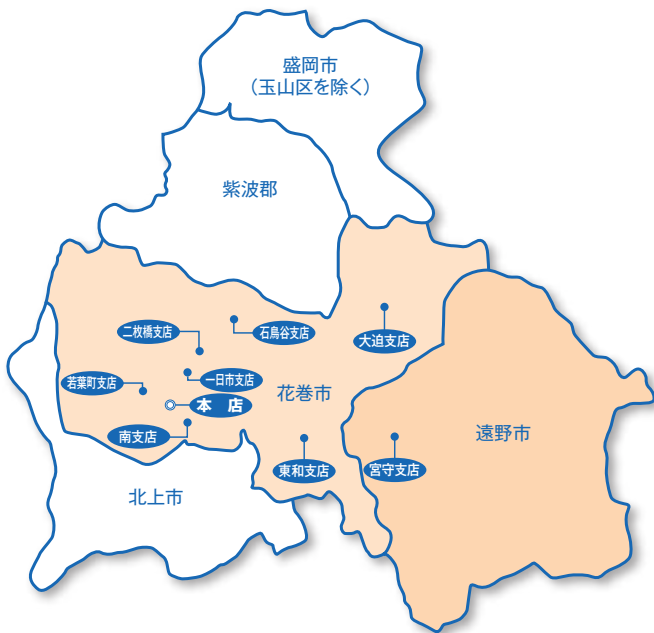 盛岡市
（玉山区を除く）
紫波郡
二枚橋支店
石鳥谷支店
大迫支店
若葉町支店
一日市支店
花巻市
本　店
南支店
遠野市
東和支店
宮守支店
北上市